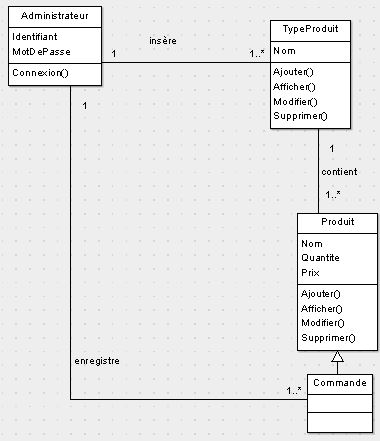 Administrateur
Identifiant
MotDePasse
Connexion()
insère
1
1..*
TypeProduit
Nom
Ajouter()
Afficher()
Modifier()
Supprimer()
1
contient
1..*
Produit
Nom
Quantite
Prix
Ajouter()
Afficher()
Modifier()
Supprimer()
1
enregistre
1..*
Commande